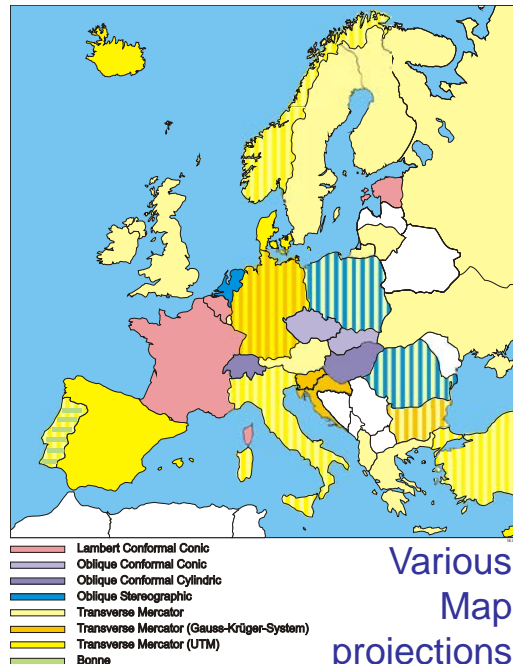 Lambert Conformal Conic
Oblique Conformal Conic
Oblique Conformal Cylindric
Oblique Stereographic
Transverse Mercator
Transverse Mercator (Gauss-Krüger-System)
Transverse Mercator (UTM)
Bonne
Various
Map
projections